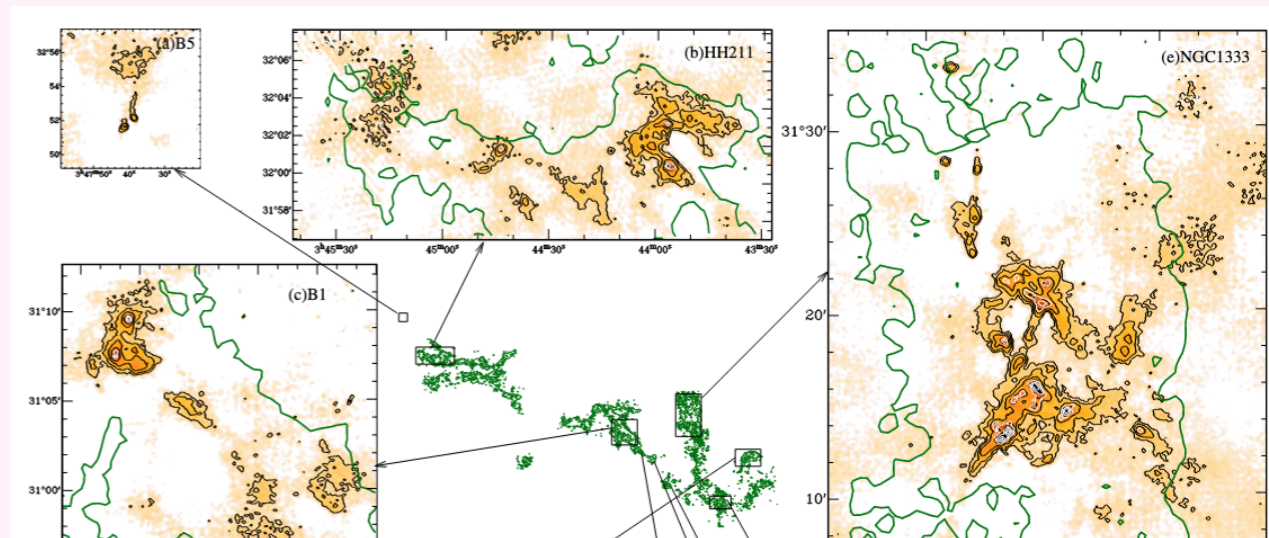 (a)B5
32°56′
54′
52′
50′
3ʰ47ᵐ50ˢ 40ˢ 30ˢ
(b)HH211
32°06′
32°04′
32°02′
32°00′
31°58′
3ʰ45ᵐ30ˢ 45ᵐ00ˢ 44ᵐ30ˢ 44ᵐ00ˢ 43ᵐ30ˢ
(c)B1
31°10′
31°05′
31°00′
(e)NGC1333
31°30′
20′
10′